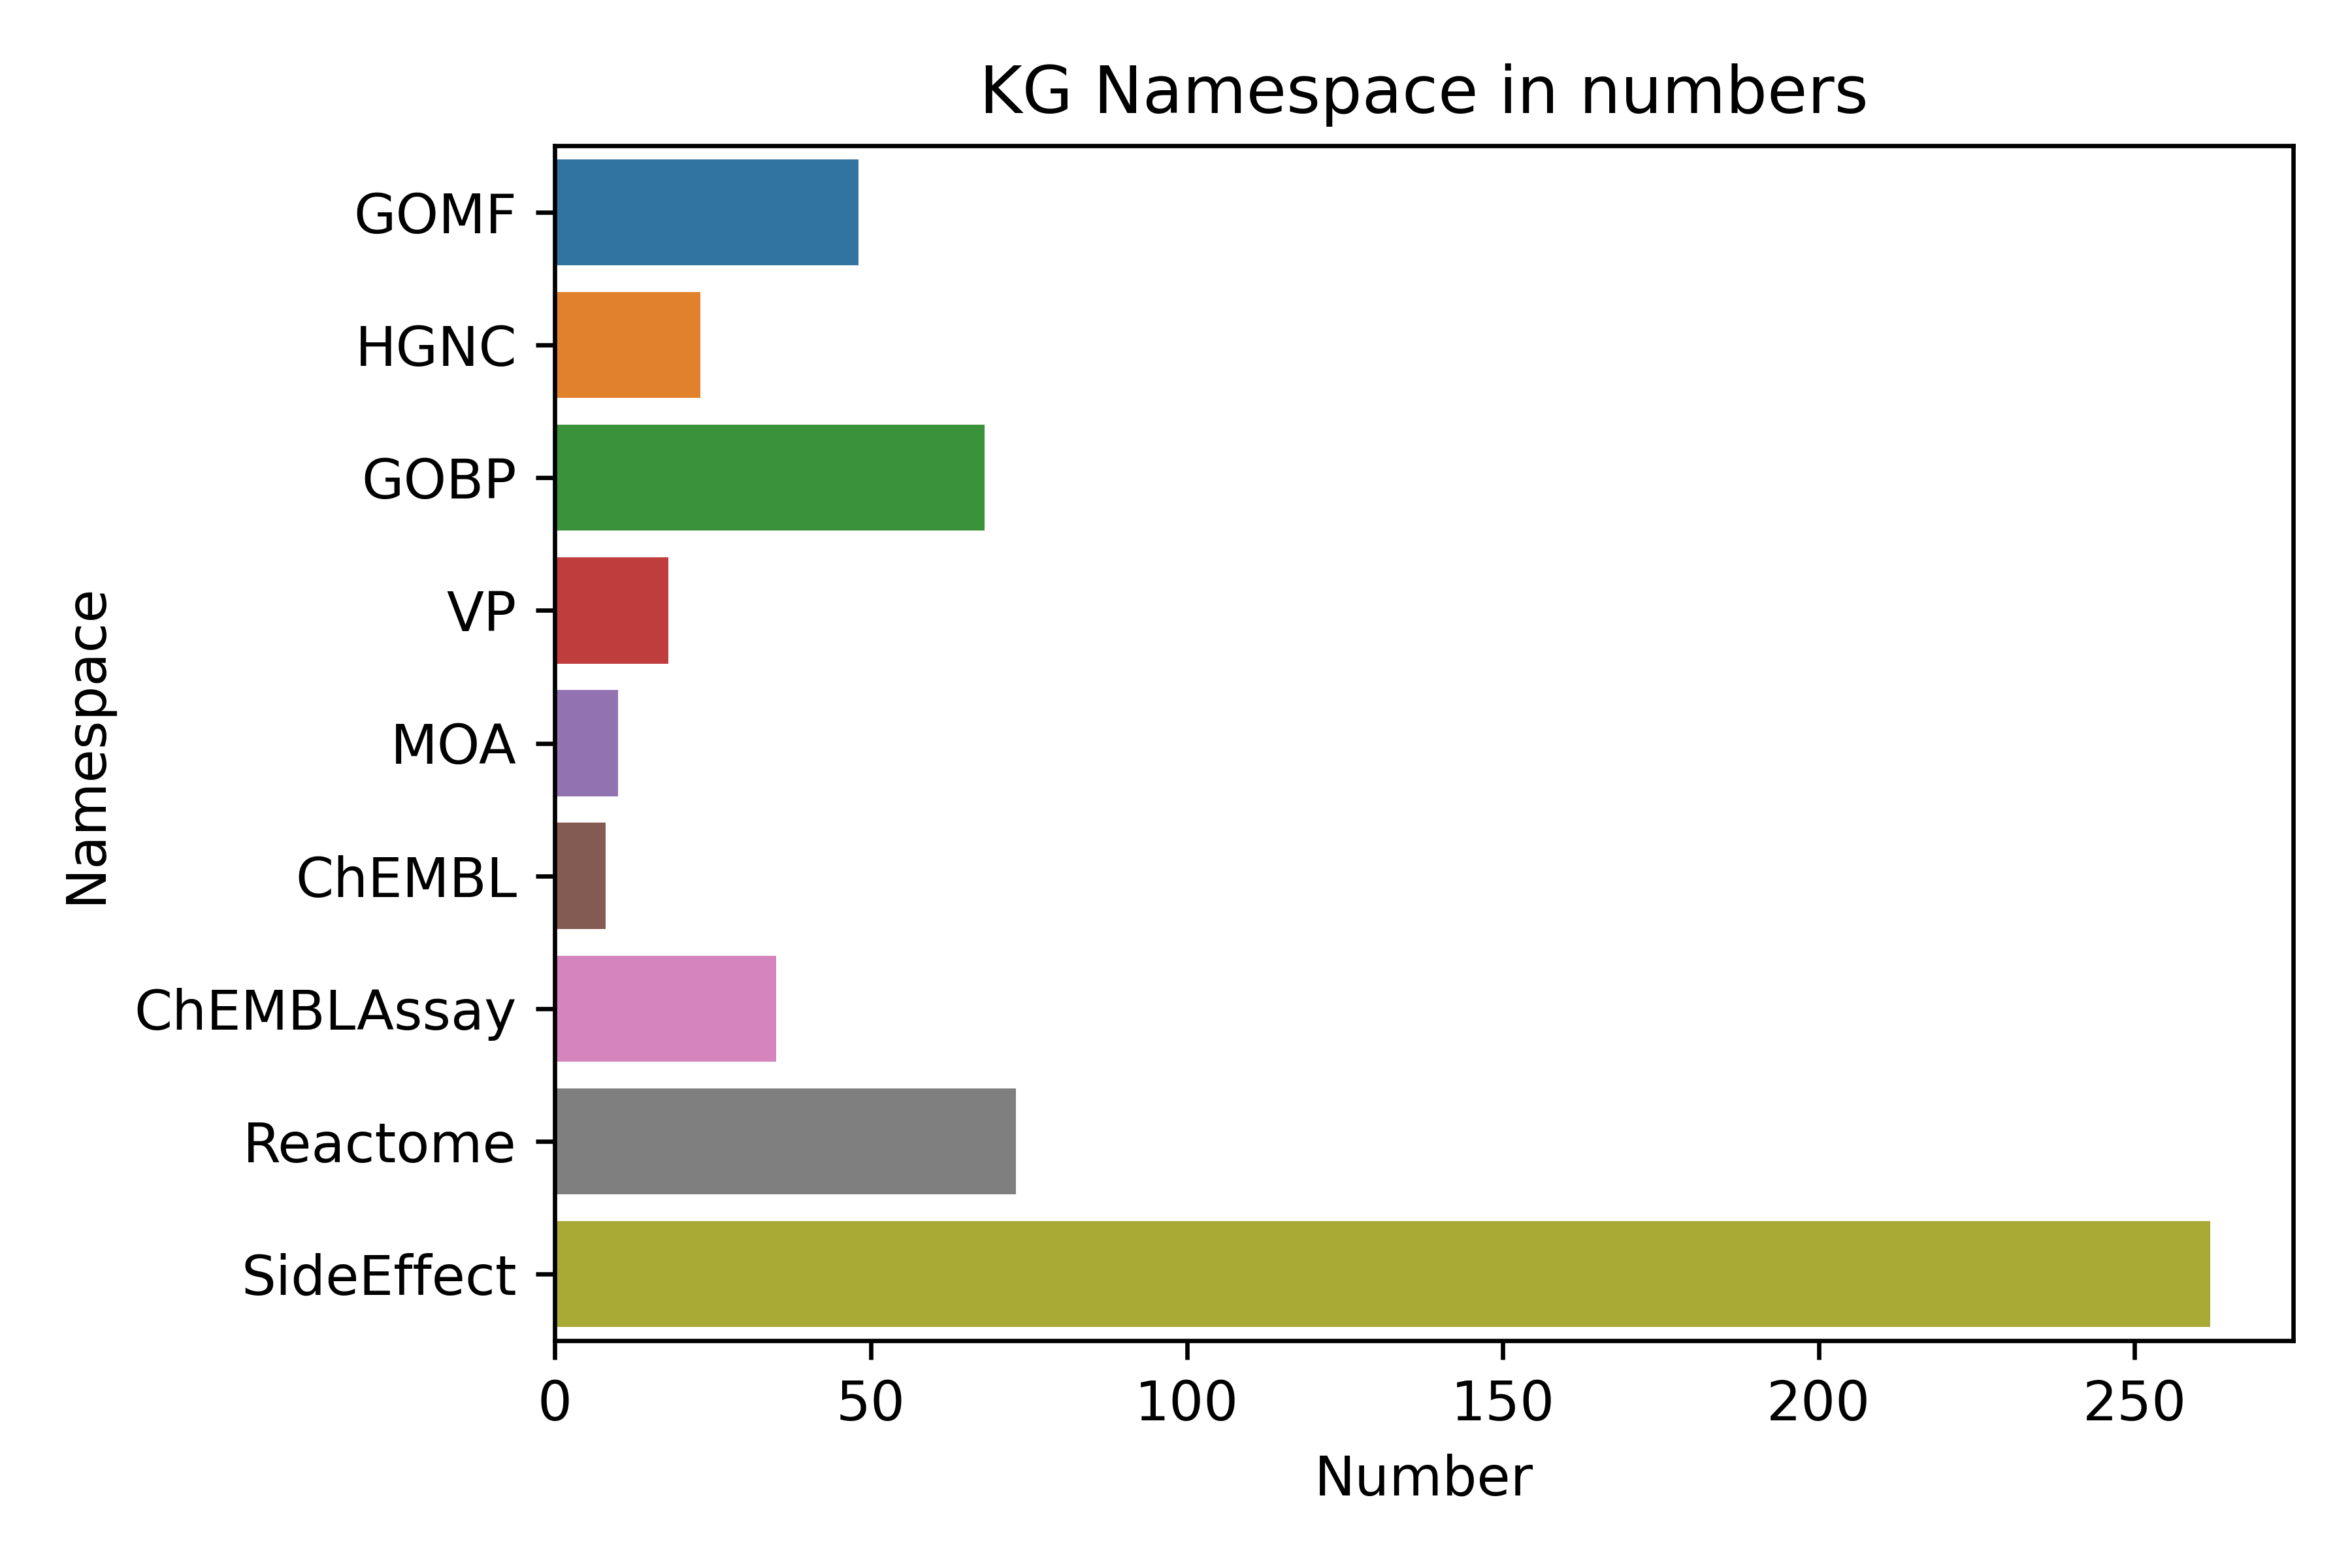 KG Namespace in numbers
Namespace
GOMF
HGNC
GOBP
VP
MOA
ChEMBL
ChEMBLAssay
Reactome
SideEffect
0 50 100 150 200 250
Number